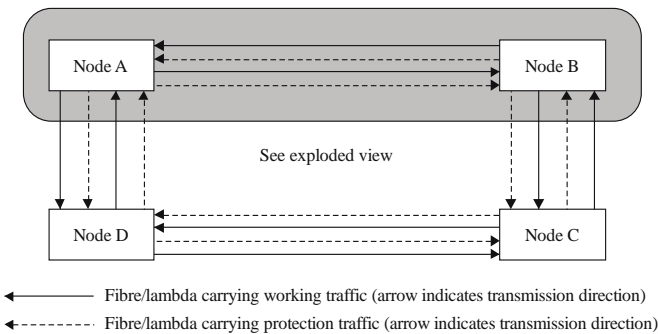 Node A
Node B
See exploded view
Node D
Node C
Fibre/lambda carrying working traffic (arrow indicates transmission direction)
Fibre/lambda carrying protection traffic (arrow indicates transmission direction)